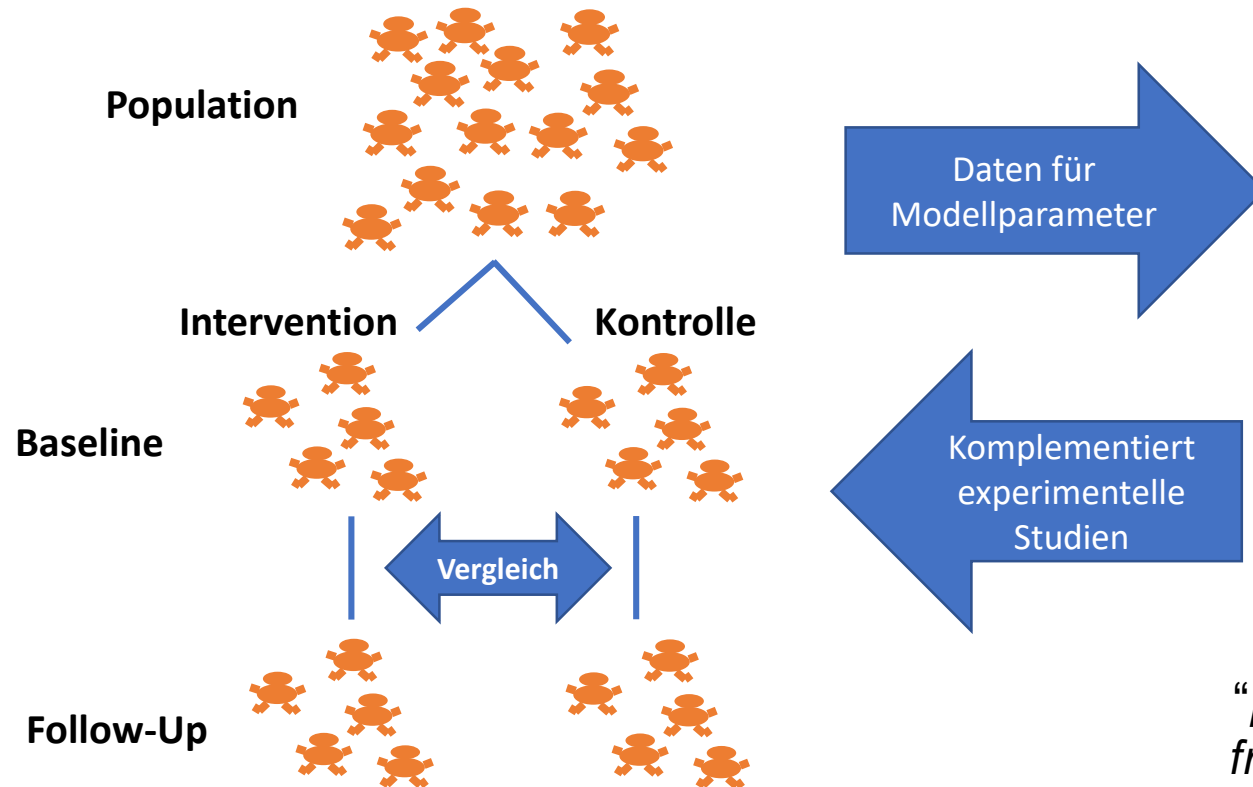 Population
Daten für
Modellparameter
Intervention
Kontrolle
Baseline
Komplementiert
experimentelle
Studien
Vergleich
Follow-Up